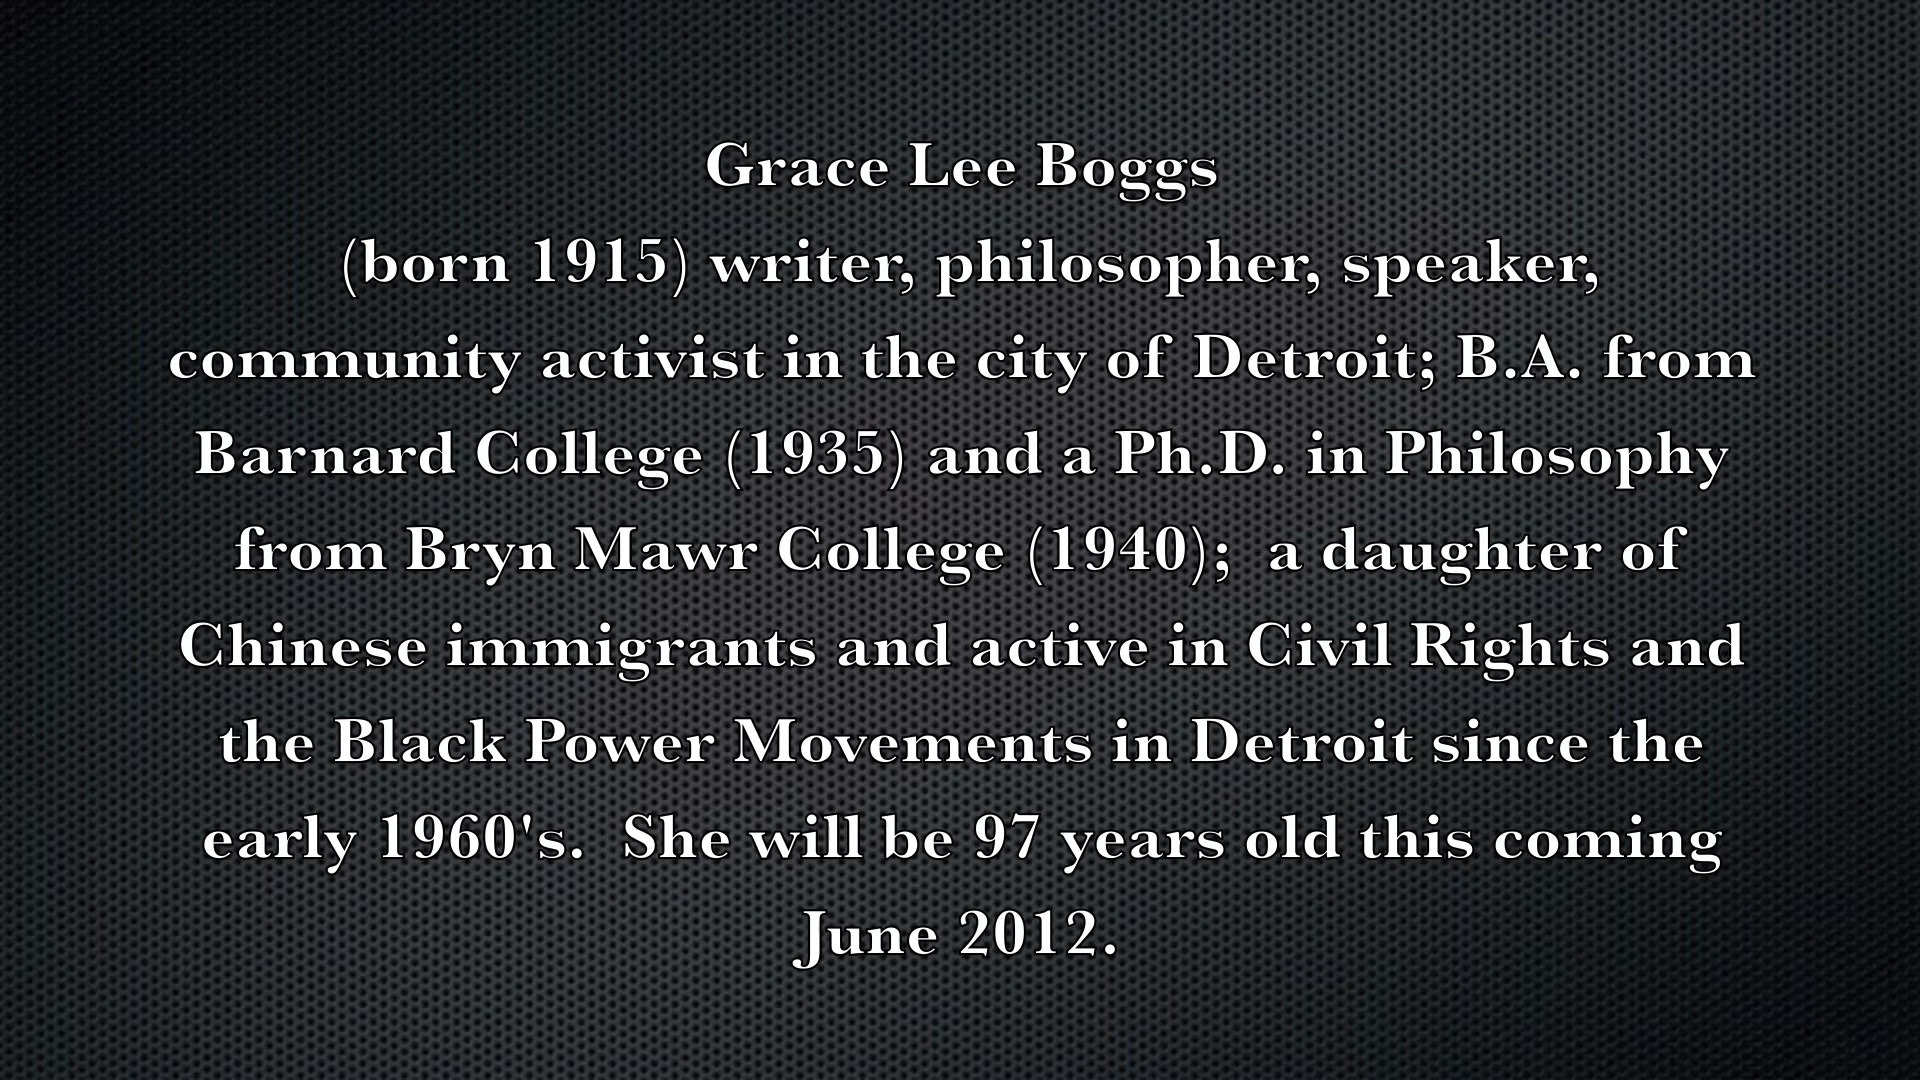 Grace Lee Boggs
(born 1915) writer, philosopher, speaker,
community activist in the city of Detroit; B.A. from
Barnard College (1935) and a Ph.D. in Philosophy
from Bryn Mawr College (1940);  a daughter of
Chinese immigrants and active in Civil Rights and
the Black Power Movements in Detroit since the
early 1960's.  She will be 97 years old this coming
June 2012.